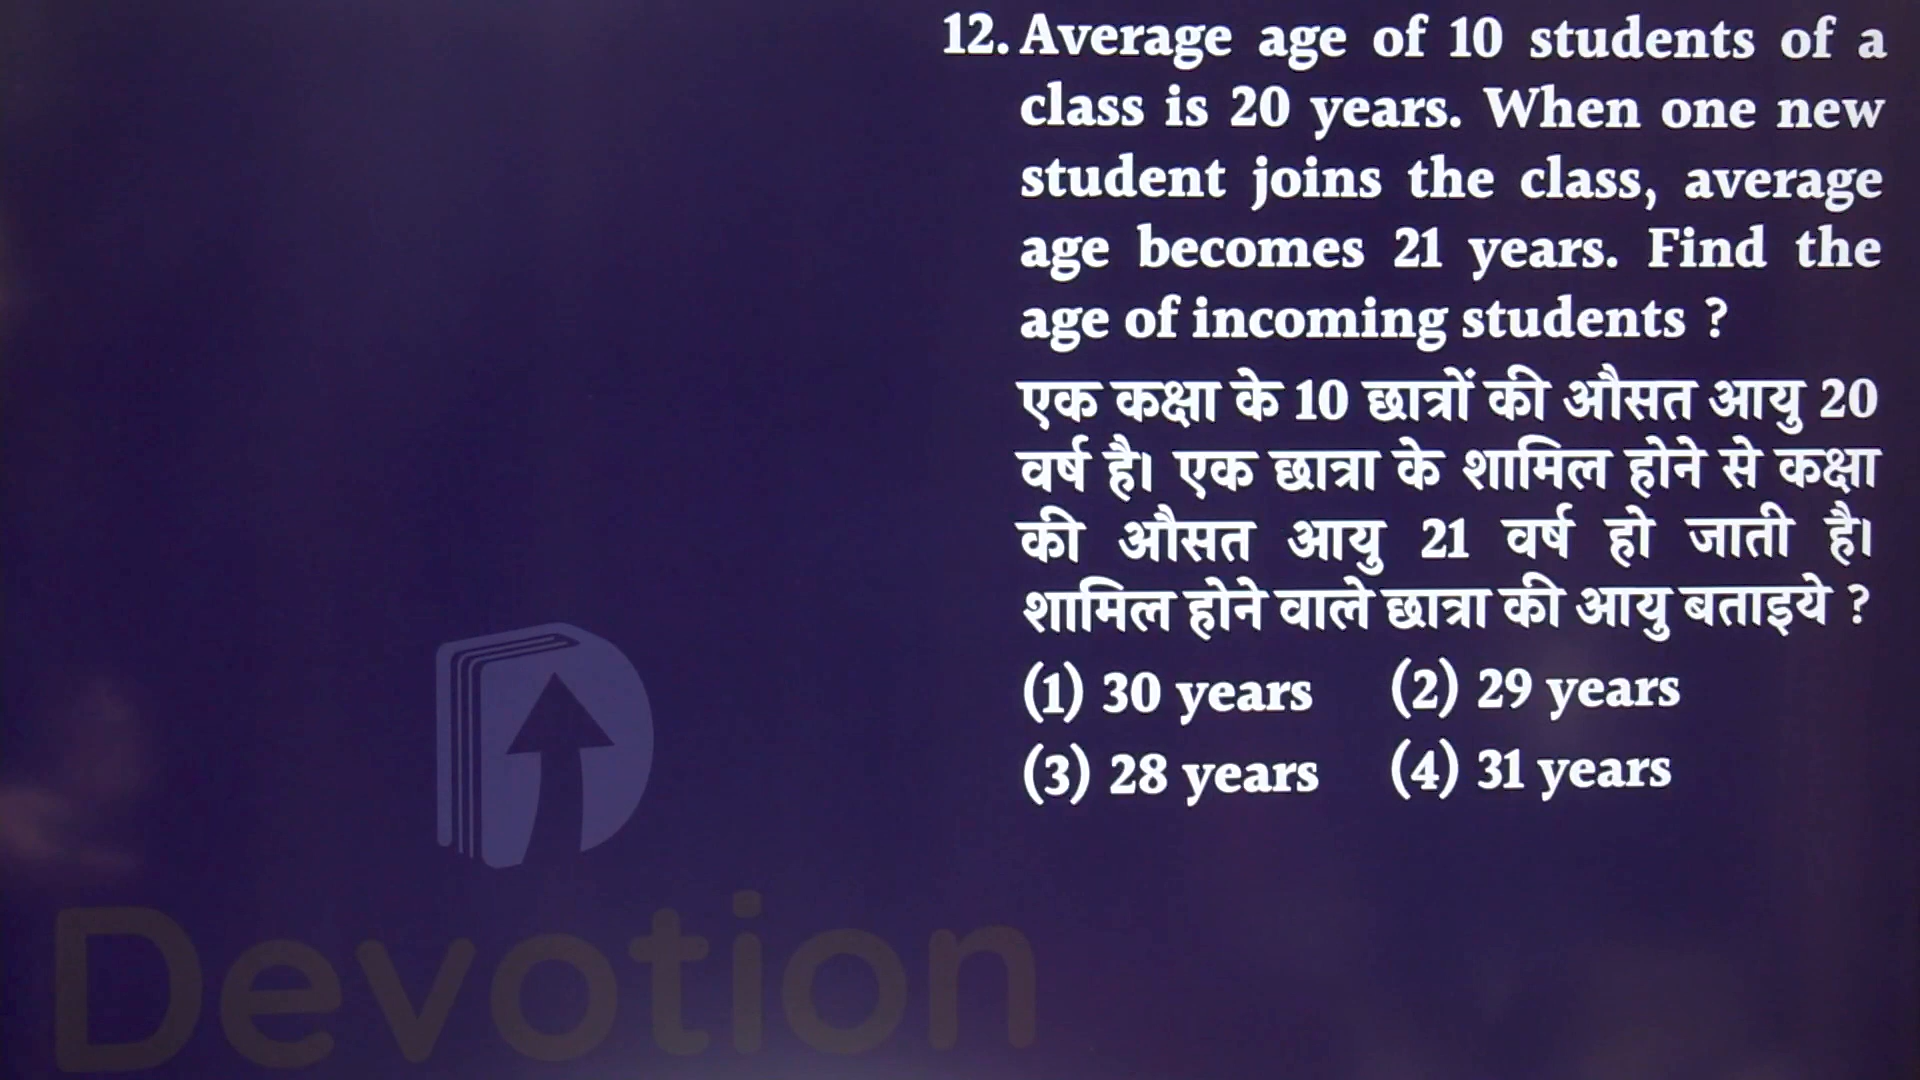 12. Average age of 10 students of a
class is 20 years. When one new
student joins the class, average
age becomes 21 years. Find the
age of incoming students ?
एक कक्षा के 10 छात्रों की औसत आयु 20
वर्ष है। एक छात्रा के शामिल होने से कक्षा
की औसत आयु 21 वर्ष हो जाती है।
शामिल होने वाले छात्रा की आयु बताइये ?
(1) 30 years (2) 29 years
(3) 28 years (4) 31 years
Devotion